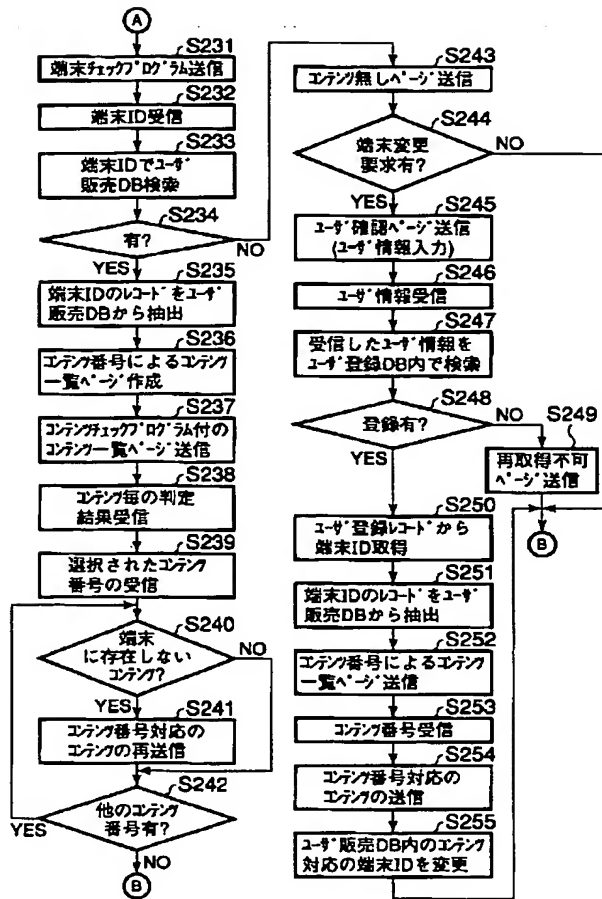 A
S231
端末チェックプログラム送信
S232
端末ID受信
S233
端末IDでユーザ
販売DB検索
S234
有?
NO
YES
S235
端末IDのレコードをユーザ
販売DBから抽出
S236
コンテンツ番号によるコンテンツ
一覧ページ作成
S237
コンテンツチェックプログラム付の
コンテンツ一覧ページ送信
S238
コンテンツ毎の判定
結果受信
S239
選択されたコンテンツ
番号の受信
S240
端末
に存在しない
コンテンツ?
NO
YES
S241
コンテンツ番号対応の
コンテンツの再送信
S242
他のコンテンツ
番号有?
YES
NO
B
S243
コンテンツ無しページ送信
S244
端末変更
要求有?
NO
YES
S245
ユーザ確認ページ送信
(ユーザ情報入力)
S246
ユーザ情報受信
S247
受信したユーザ情報を
ユーザ登録DB内で検索
S248
登録有?
NO
YES
S249
再取得不可
ページ送信
B
S250
ユーザ登録レコードから
端末ID取得
S251
端末IDのレコードをユーザ
販売DBから抽出
S252
コンテンツ番号によるコンテンツ
一覧ページ送信
S253
コンテンツ番号受信
S254
コンテンツ番号対応の
コンテンツの送信
S255
ユーザ販売DB内のコンテンツ
対応の端末IDを変更